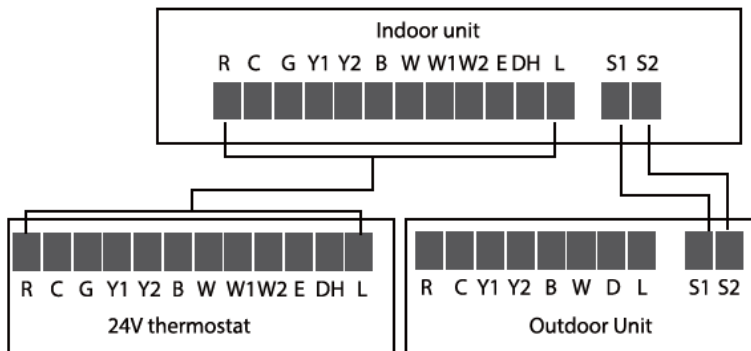 Indoor unit
R C G Y1 Y2 B W W1 W2 E DH L S1 S2
R C G Y1 Y2 B W W1 W2 E DH L
24V thermostat
R C Y1 Y2 B W D L S1 S2
Outdoor Unit